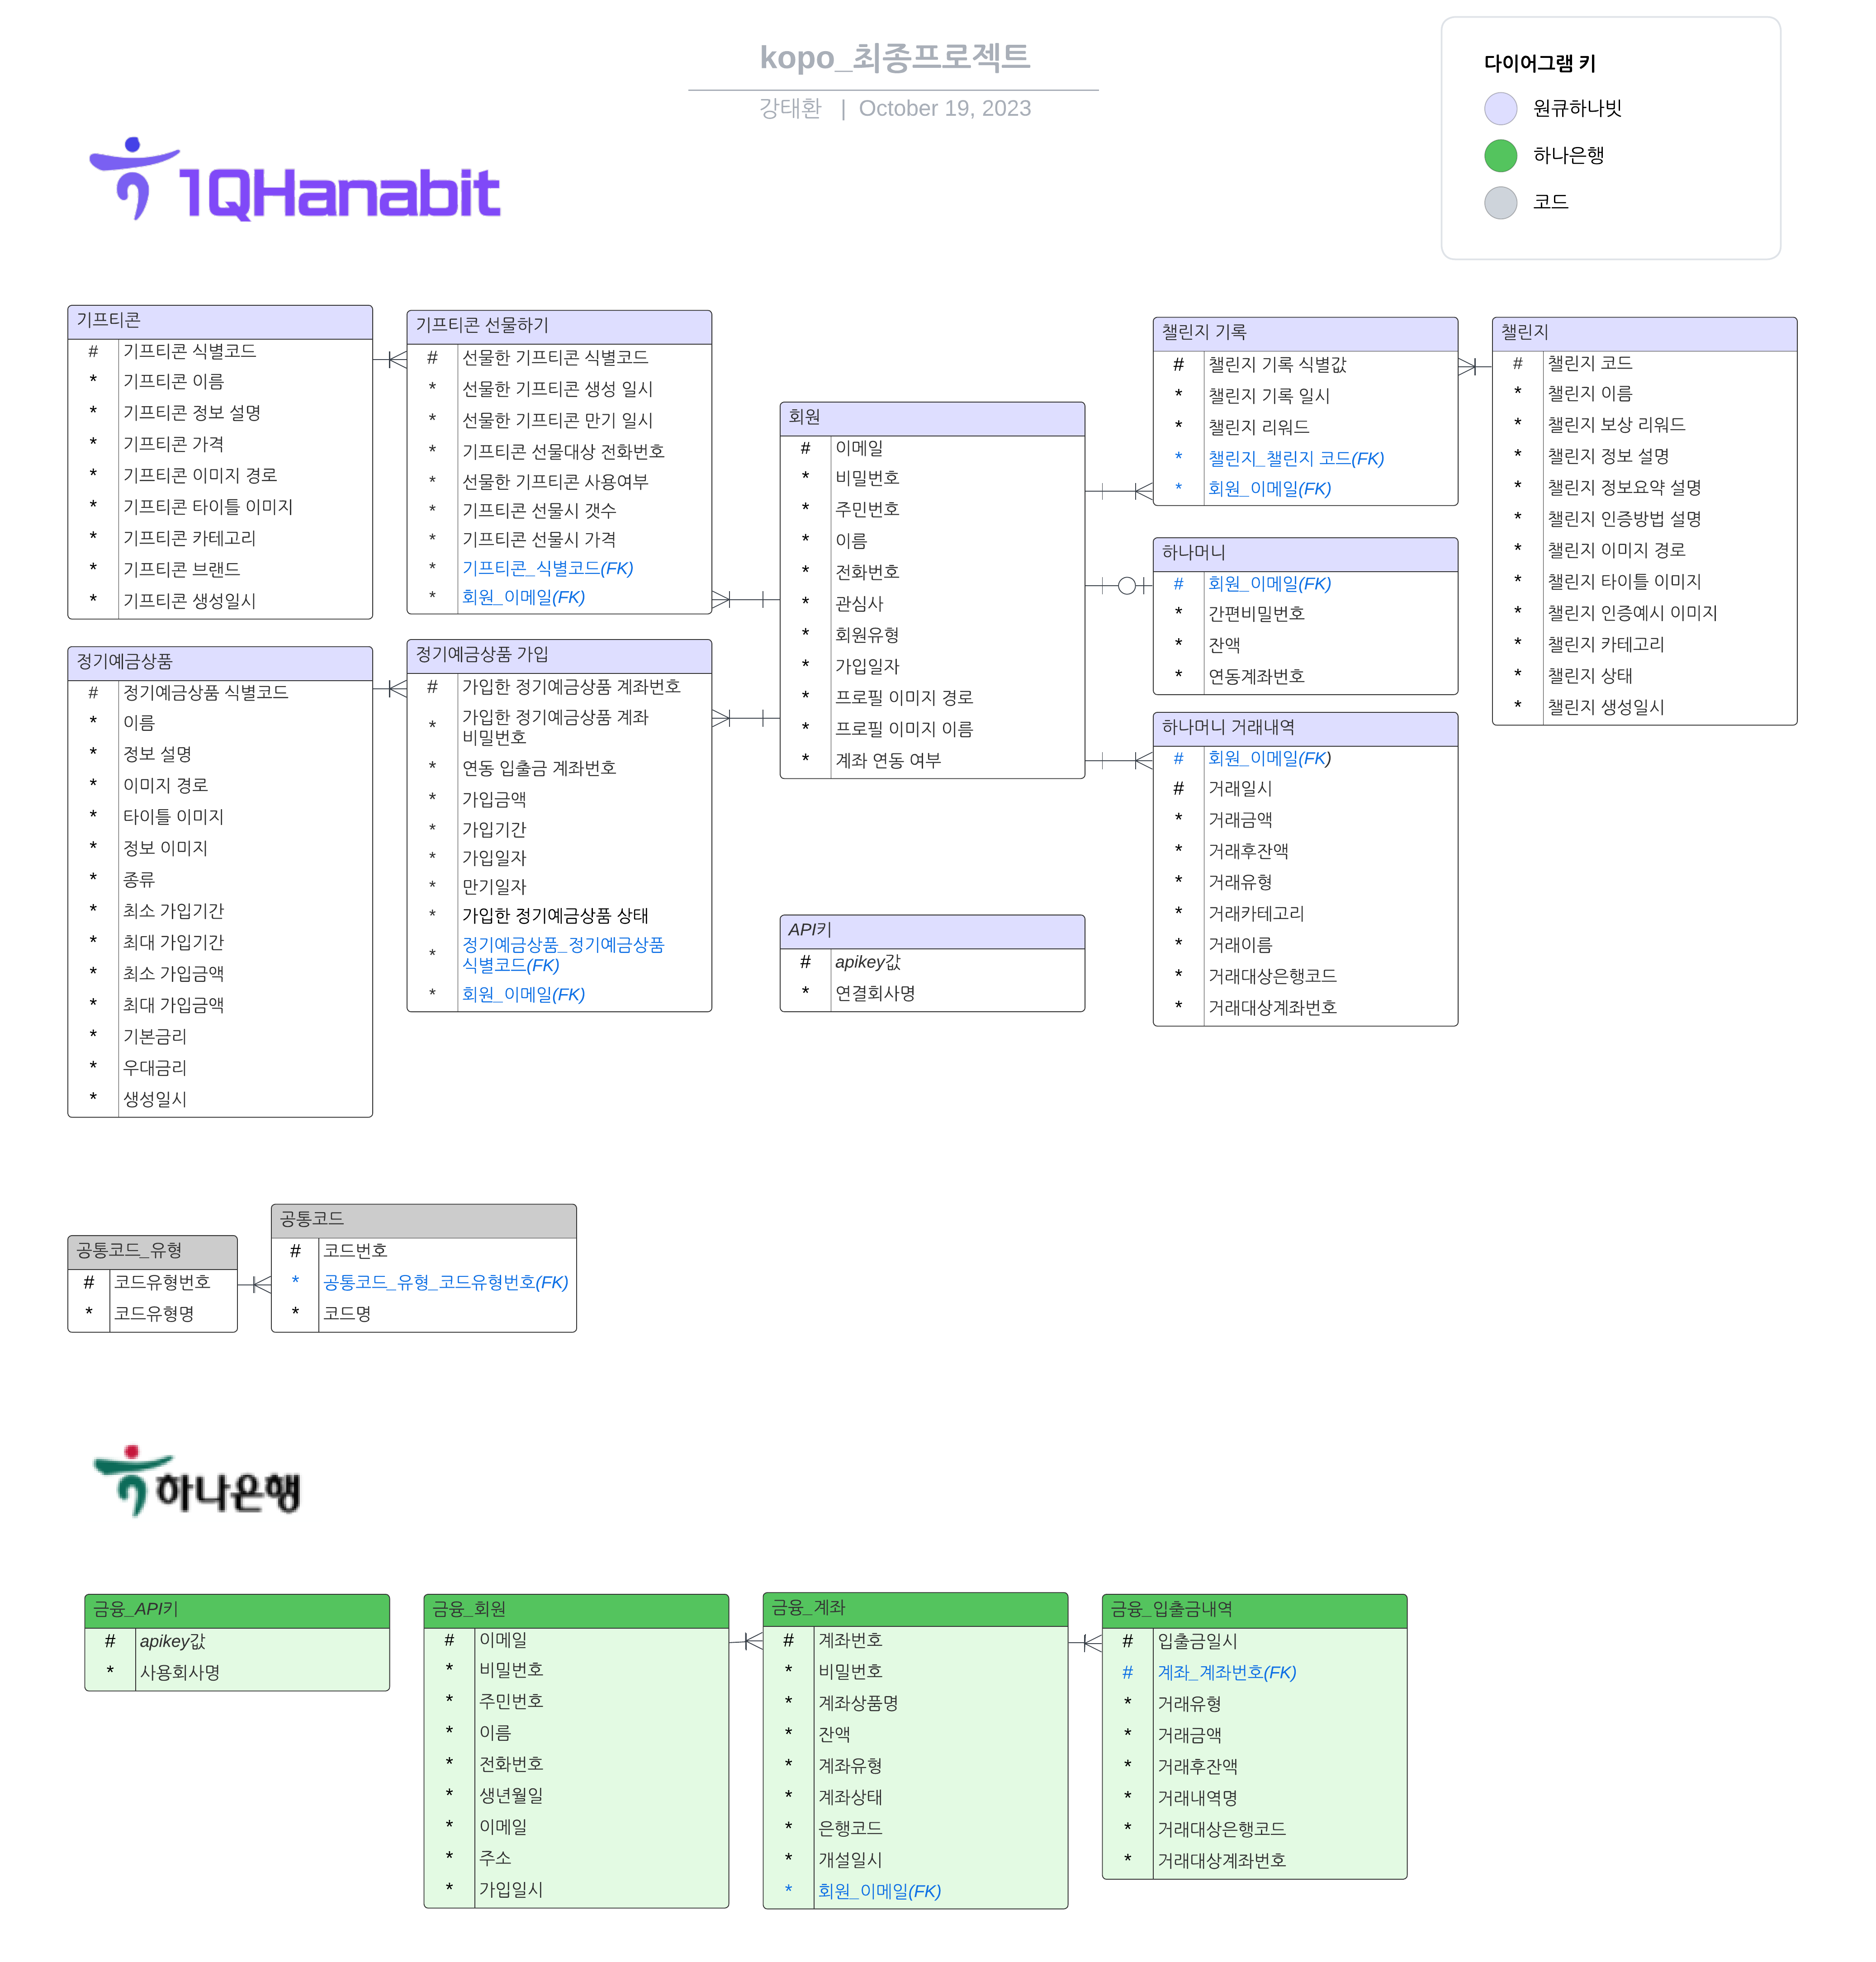 kopo_최종프로젝트
강태환 | October 19, 2023
다이어그램 키
원큐하나빗
하나은행
코드
1QHanabit
기프티콘
# 기프티콘 식별코드
* 기프티콘 이름
* 기프티콘 정보 설명
* 기프티콘 가격
* 기프티콘 이미지 경로
* 기프티콘 타이틀 이미지
* 기프티콘 카테고리
* 기프티콘 브랜드
* 기프티콘 생성일시
기프티콘 선물하기
# 선물한 기프티콘 식별코드
* 선물한 기프티콘 생성 일시
* 선물한 기프티콘 만기 일시
* 기프티콘 선물대상 전화번호
* 선물한 기프티콘 사용여부
* 기프티콘 선물시 갯수
* 기프티콘 선물시 가격
* 기프티콘_식별코드(FK)
* 회원_이메일(FK)
회원
# 이메일
* 비밀번호
* 주민번호
* 이름
* 전화번호
* 관심사
* 회원유형
* 가입일자
* 프로필 이미지 경로
* 프로필 이미지 이름
* 계좌 연동 여부
챌린지 기록
# 챌린지 기록 식별값
* 챌린지 기록 일시
* 챌린지 리워드
* 챌린지_챌린지 코드(FK)
* 회원_이메일(FK)
챌린지
# 챌린지 코드
* 챌린지 이름
* 챌린지 보상 리워드
* 챌린지 정보 설명
* 챌린지 정보요약 설명
* 챌린지 인증방법 설명
* 챌린지 이미지 경로
* 챌린지 타이틀 이미지
* 챌린지 인증예시 이미지
* 챌린지 카테고리
* 챌린지 상태
* 챌린지 생성일시
하나머니
# 회원_이메일(FK)
* 간편비밀번호
* 잔액
* 연동계좌번호
정기예금상품
# 정기예금상품 식별코드
* 이름
* 정보 설명
* 이미지 경로
* 타이틀 이미지
* 정보 이미지
* 종류
* 최소 가입기간
* 최대 가입기간
* 최소 가입금액
* 최대 가입금액
* 기본금리
* 우대금리
* 생성일시
정기예금상품 가입
# 가입한 정기예금상품 계좌번호
* 가입한 정기예금상품 계좌
비밀번호
* 연동 입출금 계좌번호
* 가입금액
* 가입기간
* 가입일자
* 만기일자
* 가입한 정기예금상품 상태
* 정기예금상품_정기예금상품
식별코드(FK)
* 회원_이메일(FK)
하나머니 거래내역
# 회원_이메일(FK)
# 거래일시
* 거래금액
* 거래후잔액
* 거래유형
* 거래카테고리
* 거래이름
* 거래대상은행코드
* 거래대상계좌번호
API키
# apikey값
* 연결회사명
공통코드_유형
# 코드유형번호
* 코드유형명
공통코드
# 코드번호
* 공통코드_유형_코드유형번호(FK)
* 코드명
하나은행
금융_API키
# apikey값
* 사용회사명
금융_회원
# 이메일
* 비밀번호
* 주민번호
* 이름
* 전화번호
* 생년월일
* 이메일
* 주소
* 가입일시
금융_계좌
# 계좌번호
* 비밀번호
* 계좌상품명
* 잔액
* 계좌유형
* 계좌상태
* 은행코드
* 개설일시
* 회원_이메일(FK)
금융_입출금내역
# 입출금일시
# 계좌_계좌번호(FK)
* 거래유형
* 거래금액
* 거래후잔액
* 거래내역명
* 거래대상은행코드
* 거래대상계좌번호